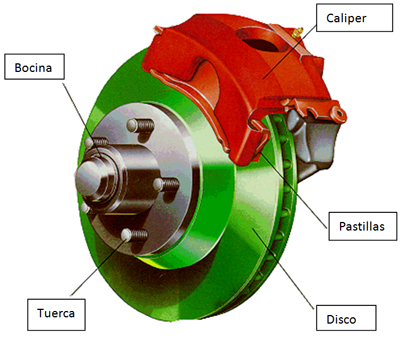 Caliper
Bocina
Pastillas
Tuerca
Disco